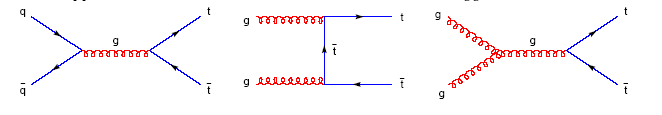 q g t
q̄ t̄
g t
t̄
g t̄
g g t
g t̄